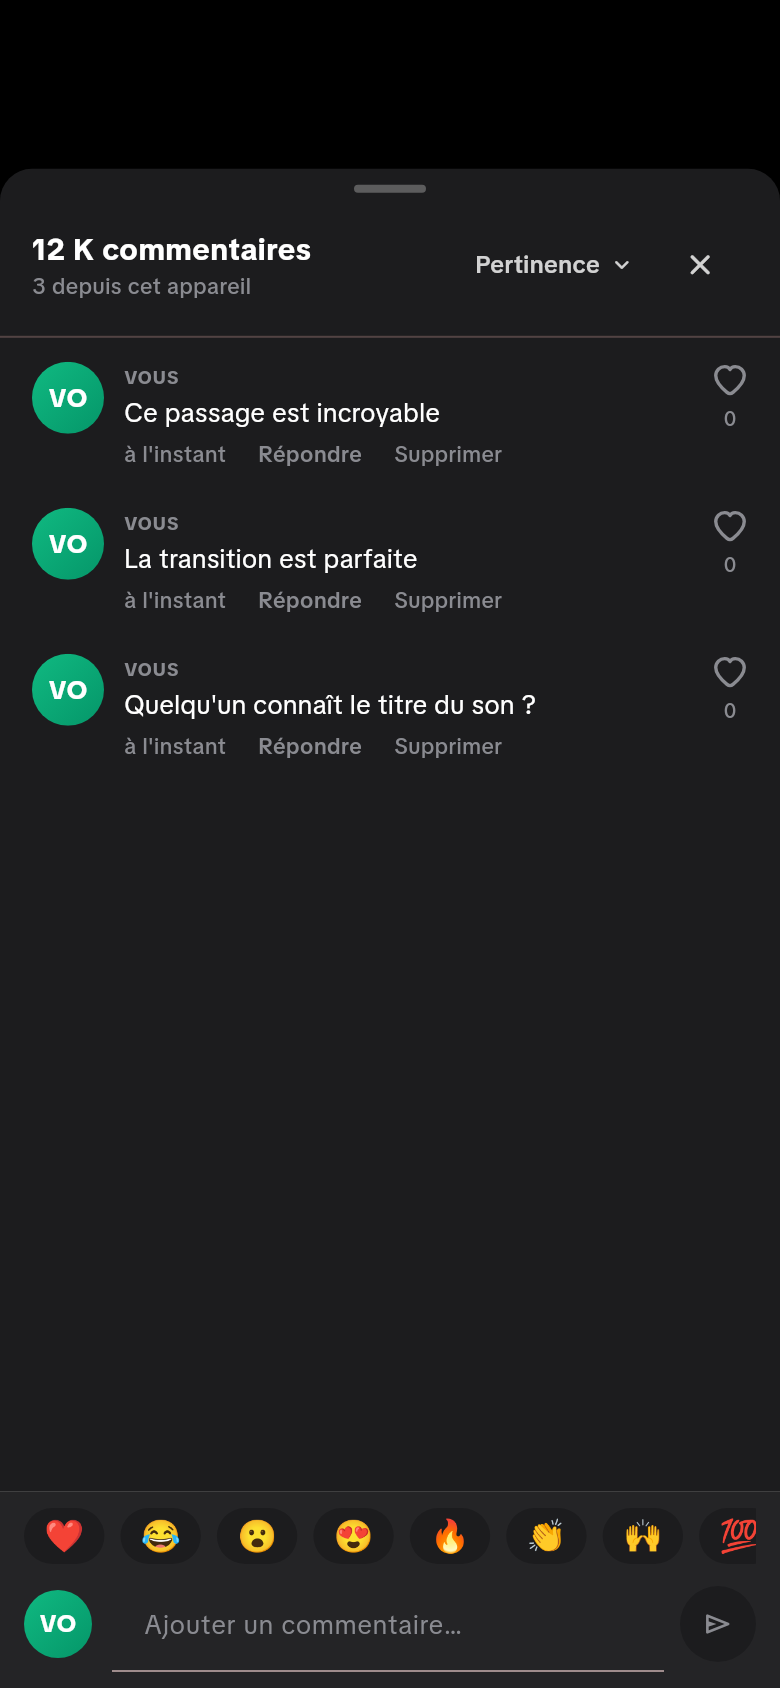 12 K commentaires
3 depuis cet appareil
Pertinence
VO
vous
Ce passage est incroyable
0
à l'instant Répondre Supprimer
VO
vous
La transition est parfaite
0
à l'instant Répondre Supprimer
VO
vous
Quelqu'un connaît le titre du son ?
0
à l'instant Répondre Supprimer
❤️ 😂 😮 😍 🔥 👏 🙌 💯
VO
Ajouter un commentaire…